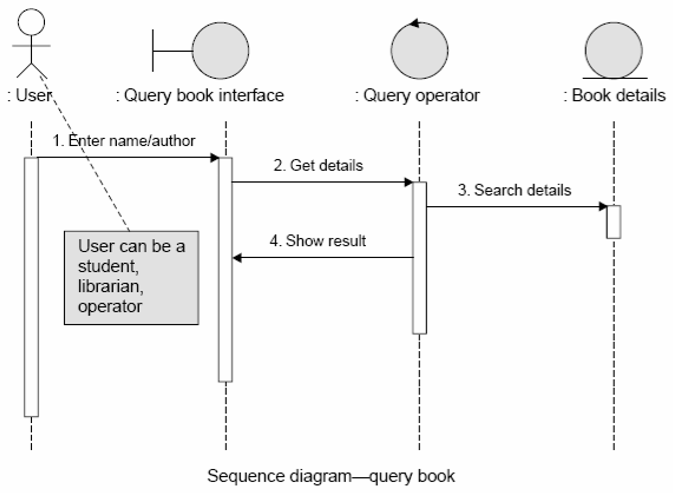 : User
: Query book interface
: Query operator
: Book details
1. Enter name/author
2. Get details
3. Search details
4. Show result
User can be a
student,
librarian,
operator
Sequence diagram—query book